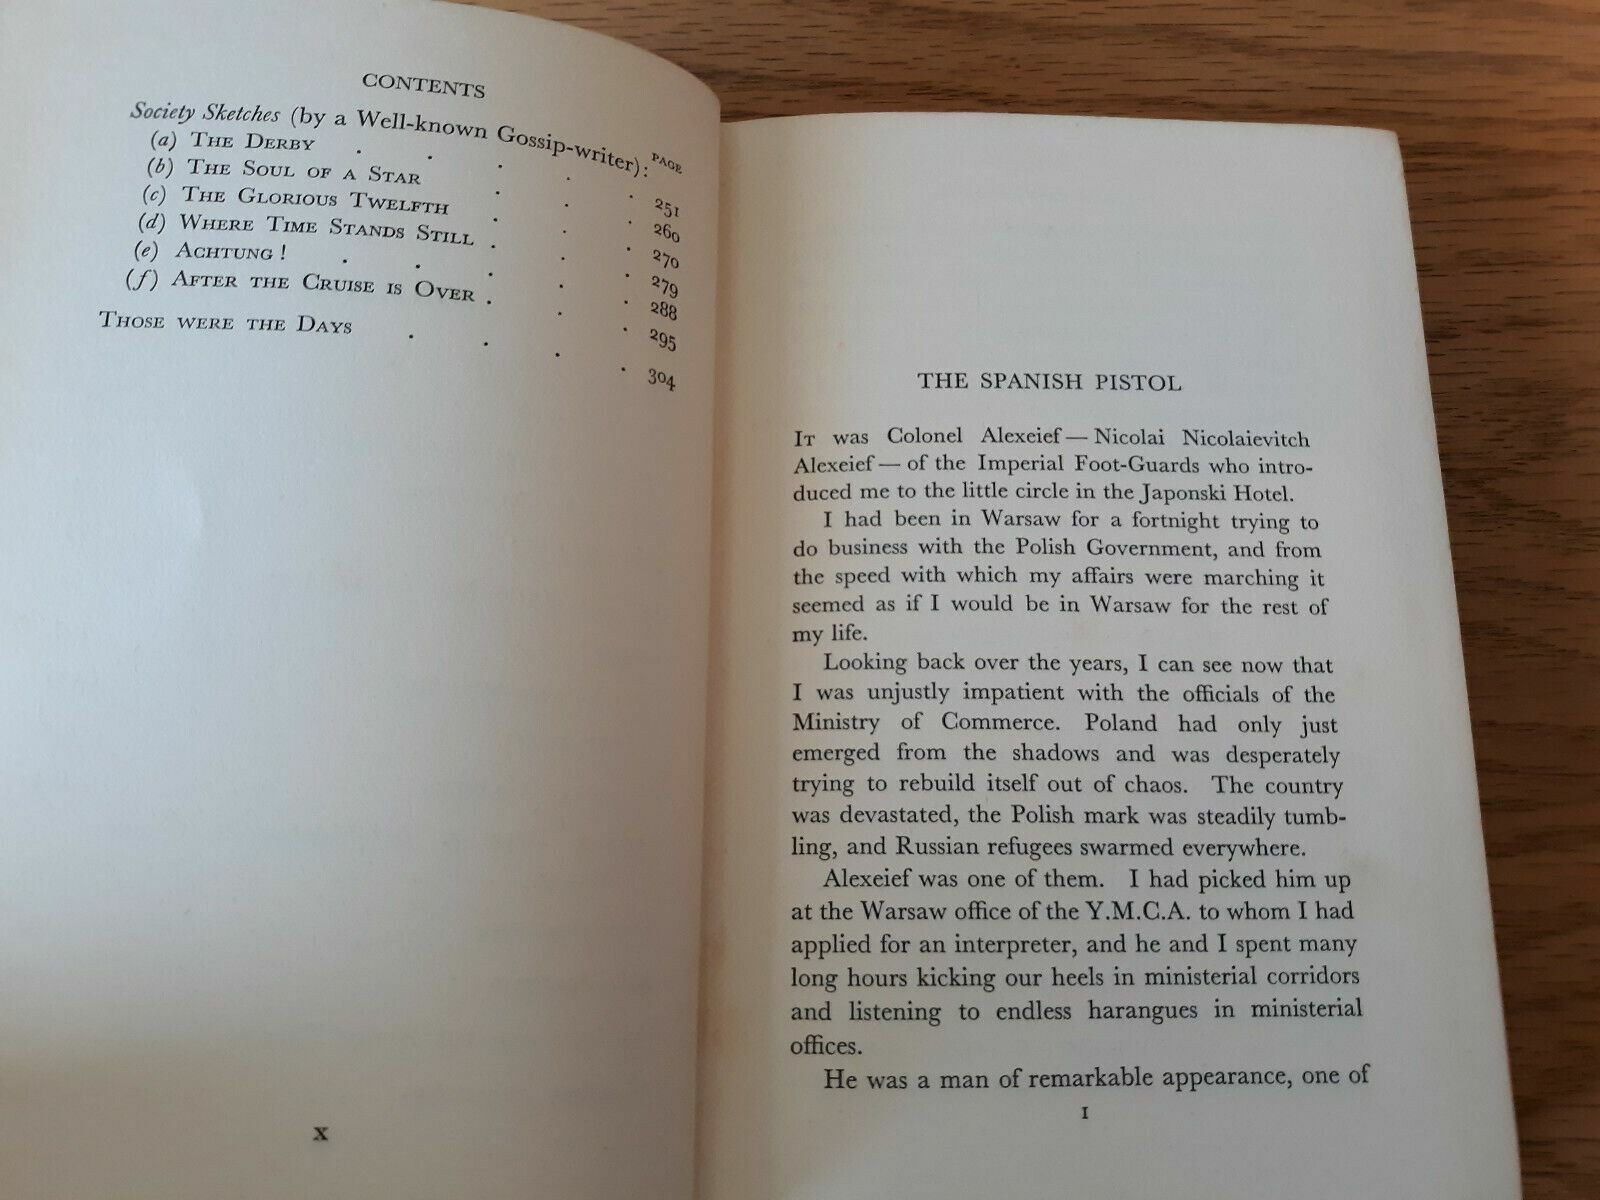 CONTENTS
PAGE
Society Sketches (by a Well-known Gossip-writer):
(a) THE DERBY . . . . . 251
(b) THE SOUL OF A STAR . . . 260
(c) THE GLORIOUS TWELFTH . . . 270
(d) WHERE TIME STANDS STILL . . . 279
(e) ACHTUNG! . . . . . 288
(f) AFTER THE CRUISE IS OVER . . . 295
THOSE WERE THE DAYS . . . . 304
x
THE SPANISH PISTOL
IT was Colonel Alexeief — Nicolai Nicolaievitch
Alexeief — of the Imperial Foot-Guards who intro-
duced me to the little circle in the Japonski Hotel.
I had been in Warsaw for a fortnight trying to
do business with the Polish Government, and from
the speed with which my affairs were marching it
seemed as if I would be in Warsaw for the rest of
my life.
Looking back over the years, I can see now that
I was unjustly impatient with the officials of the
Ministry of Commerce. Poland had only just
emerged from the shadows and was desperately
trying to rebuild itself out of chaos. The country
was devastated, the Polish mark was steadily tumb-
ling, and Russian refugees swarmed everywhere.
Alexeief was one of them. I had picked him up
at the Warsaw office of the Y.M.C.A. to whom I had
applied for an interpreter, and he and I spent many
long hours kicking our heels in ministerial corridors
and listening to endless harangues in ministerial
offices.
He was a man of remarkable appearance, one of
1